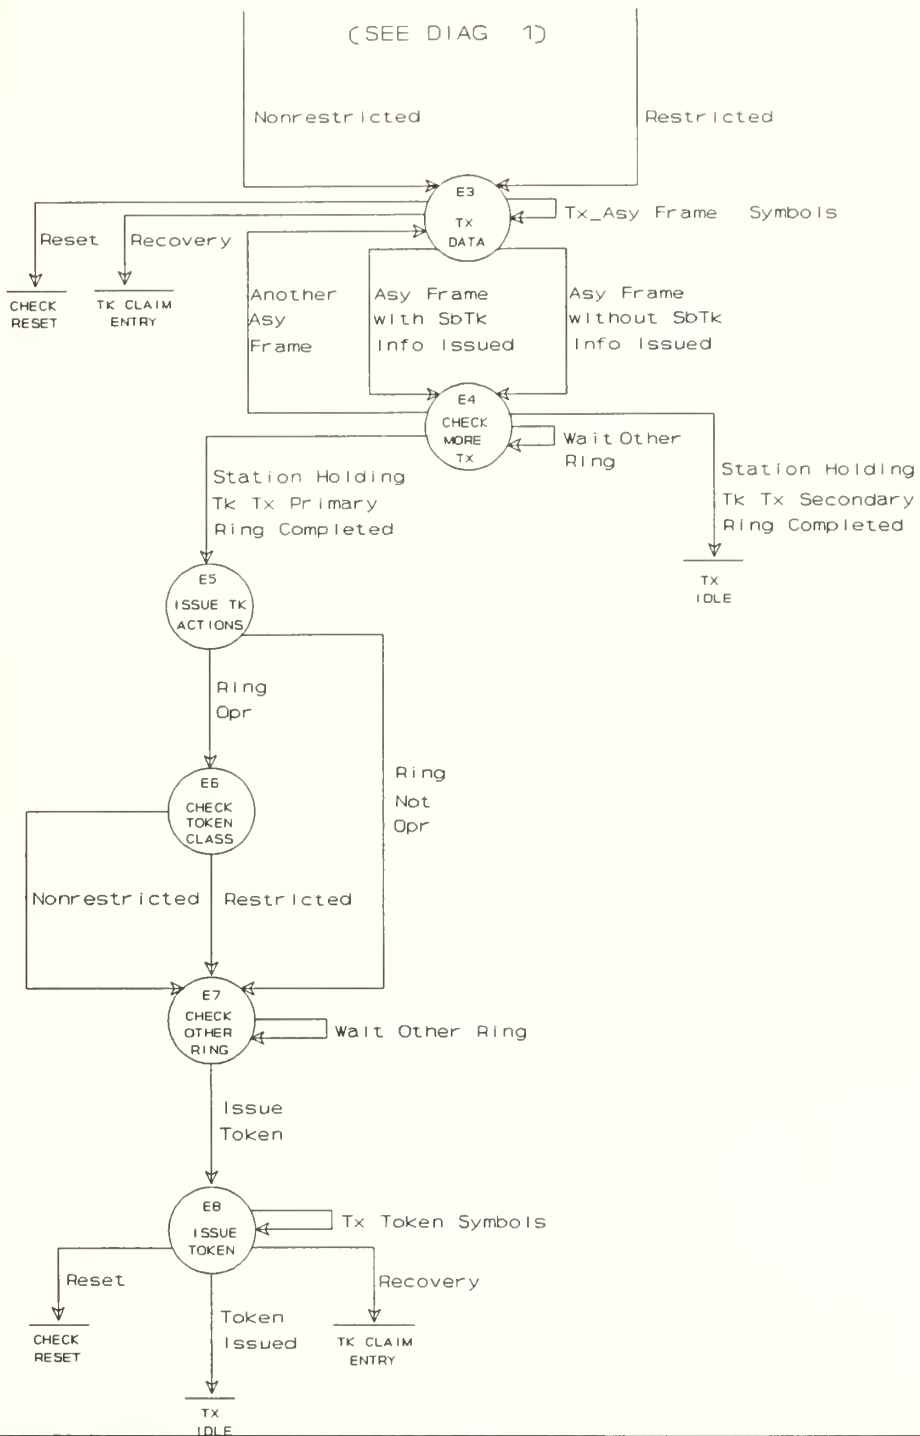 (SEE DIAG 1)
Nonrestricted
Restricted
E3
TX
DATA
Tx_Asy Frame Symbols
Reset
Recovery
CHECK
RESET
TK CLAIM
ENTRY
Another
Asy
Frame
Asy Frame
with SbTk
Info Issued
Asy Frame
without SbTk
Info Issued
E4
CHECK
MORE
TX
Wait Other
Ring
Station Holding
Tk Tx Primary
Ring Completed
Station Holding
Tk Tx Secondary
Ring Completed
TX
IDLE
E5
ISSUE TK
ACTIONS
Ring
Opr
Ring
Not
Opr
E6
CHECK
TOKEN
CLASS
Nonrestricted
Restricted
E7
CHECK
OTHER
RING
Wait Other Ring
Issue
Token
E8
ISSUE
TOKEN
Tx Token Symbols
Reset
Recovery
CHECK
RESET
Token
Issued
TK CLAIM
ENTRY
TX
IDLE